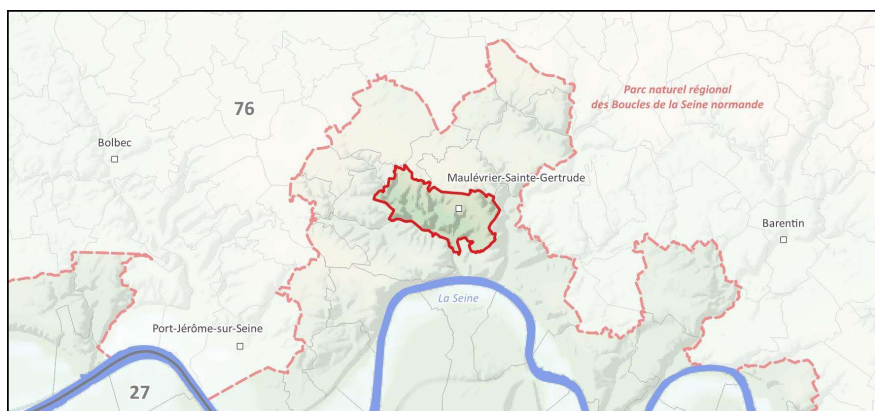 Parc naturel régional
des Boucles de la Seine normande
76
Bolbec
Maulévrier-Sainte-Gertrude
Barentin
La Seine
Port-Jérôme-sur-Seine
27